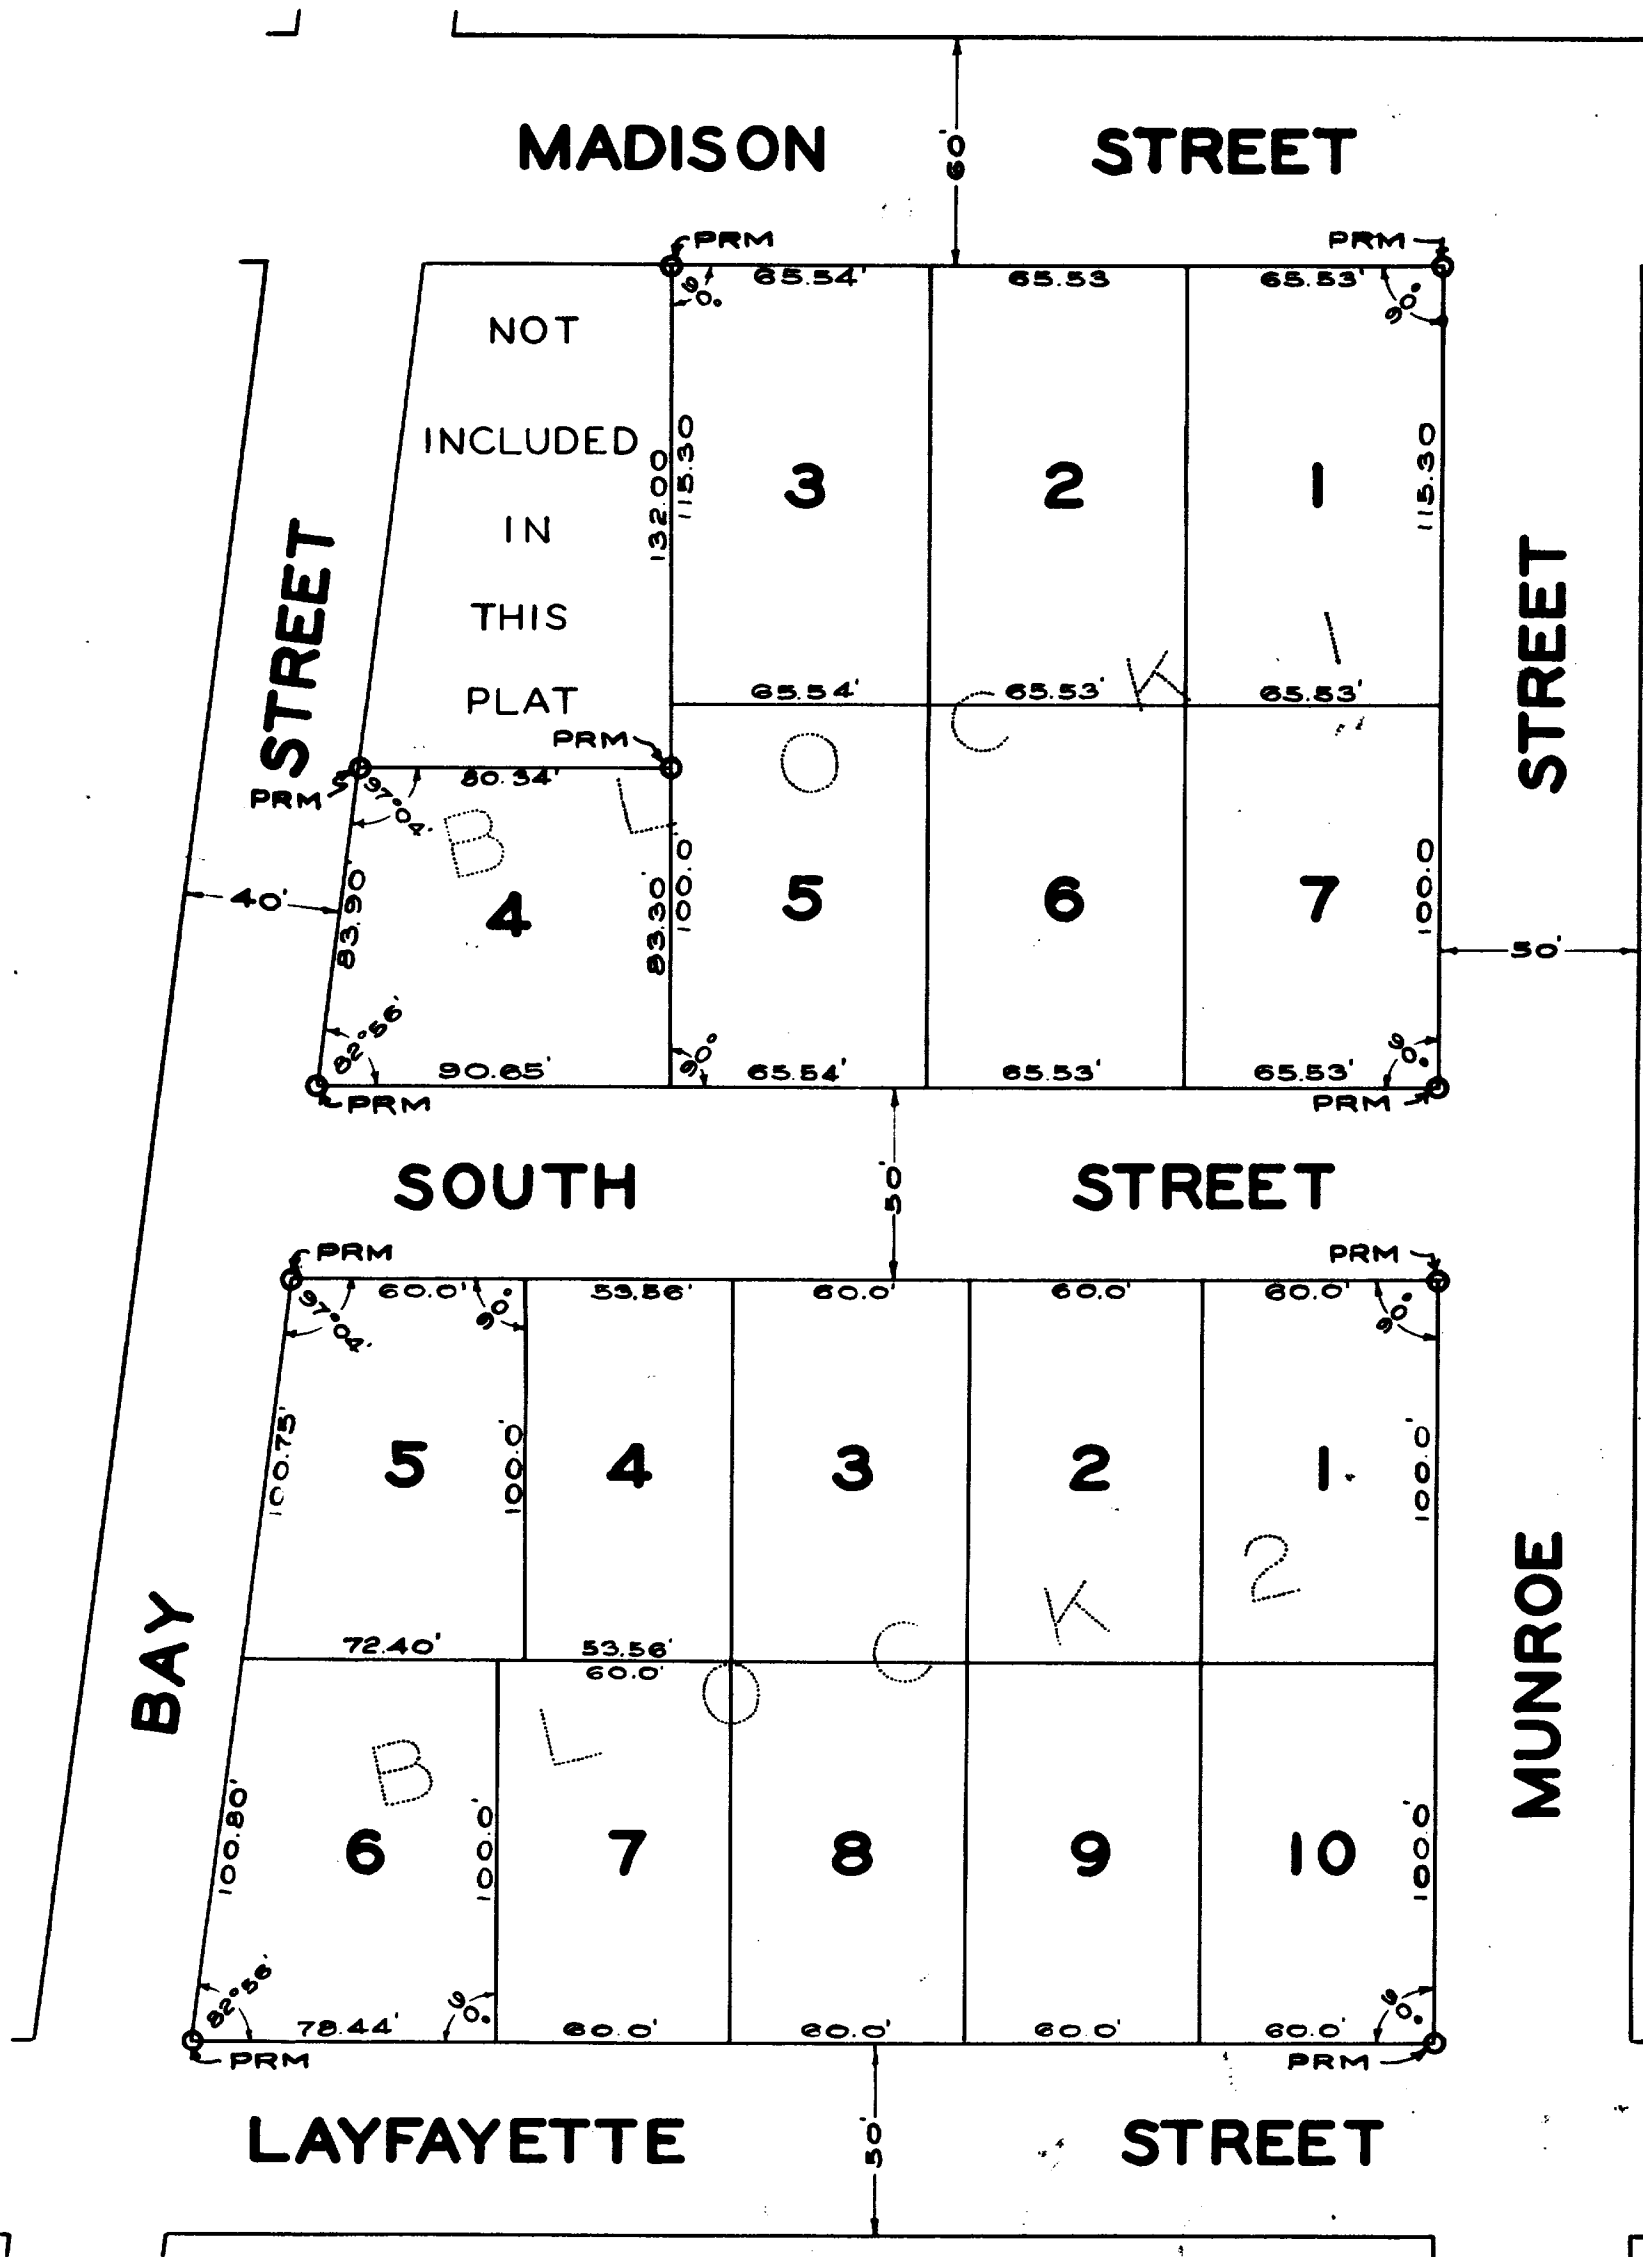 MADISON STREET
60'
PRM
PRM
65.54'
65.53
65.53'
90°
90°
NOT
INCLUDED
IN
THIS
PLAT
132.00
115.30
115.30
3
2
1
STREET
STREET
65.54'
65.53'
65.53'
BLOCK 1
PRM
PRM
80.34'
97°04'
40'
83.90'
4
83.30'
100.0
5
6
7
100.0
50'
82°56'
90°
90°
90.65'
65.54'
65.53'
65.53'
PRM
PRM
SOUTH STREET
50'
PRM
PRM
60.0'
53.56'
60.0'
60.0'
60.0'
97°04'
90°
90°
100.75'
5
100.0'
4
3
2
1
100.0'
BAY
MUNROE
72.40'
53.56'
60.0'
BLOCK 2
100.80'
6
100.0'
7
8
9
10
100.0'
82°56'
90°
90°
78.44'
60.0'
60.0'
60.0'
60.0'
PRM
PRM
LAYFAYETTE STREET
50'